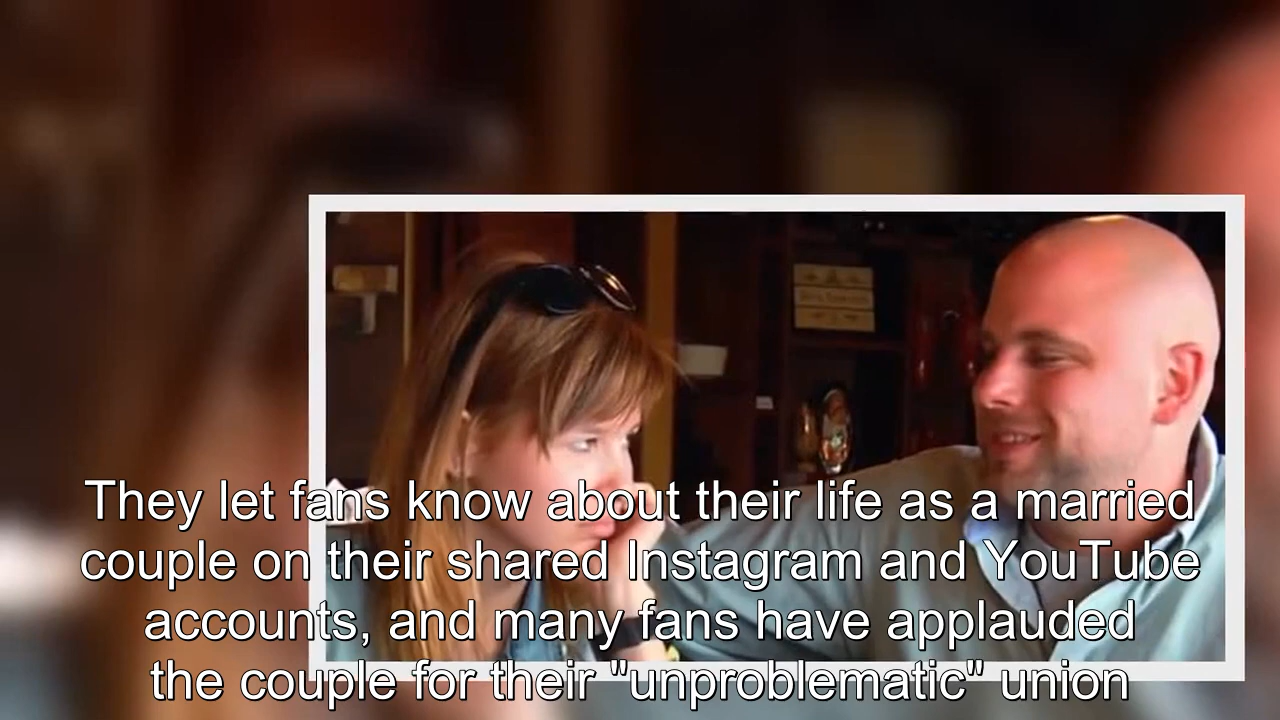 They let fans know about their life as a married
couple on their shared Instagram and YouTube
accounts, and many fans have applauded
the couple for their "unproblematic" union